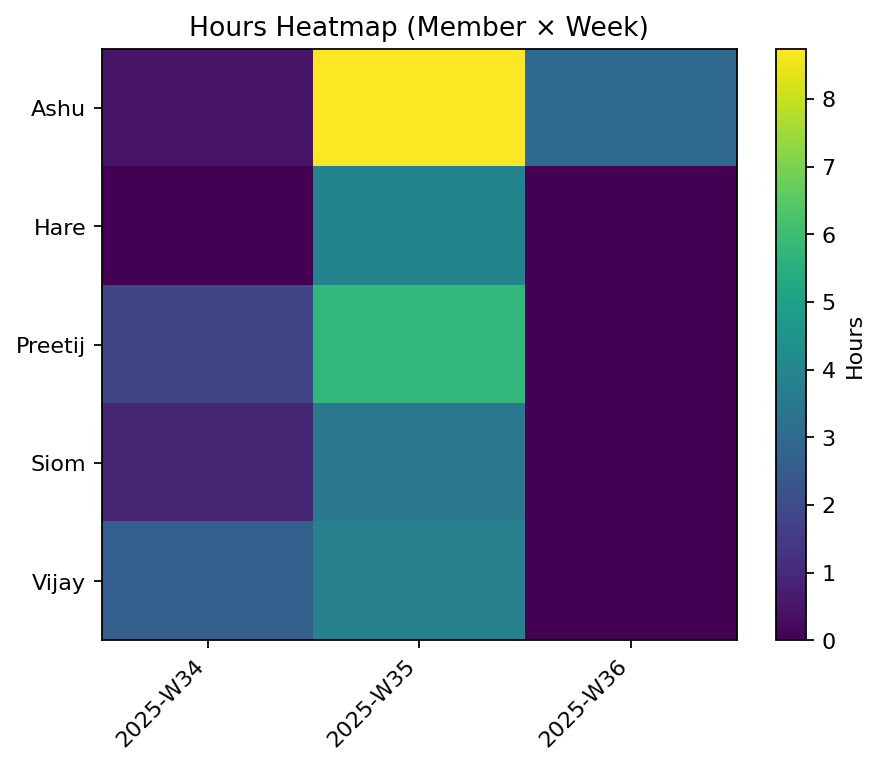 Hours Heatmap (Member × Week)
Ashu
Hare
Preetij
Siom
Vijay
2025-W34
2025-W35
2025-W36
8
7
6
5
4
3
2
1
0
Hours